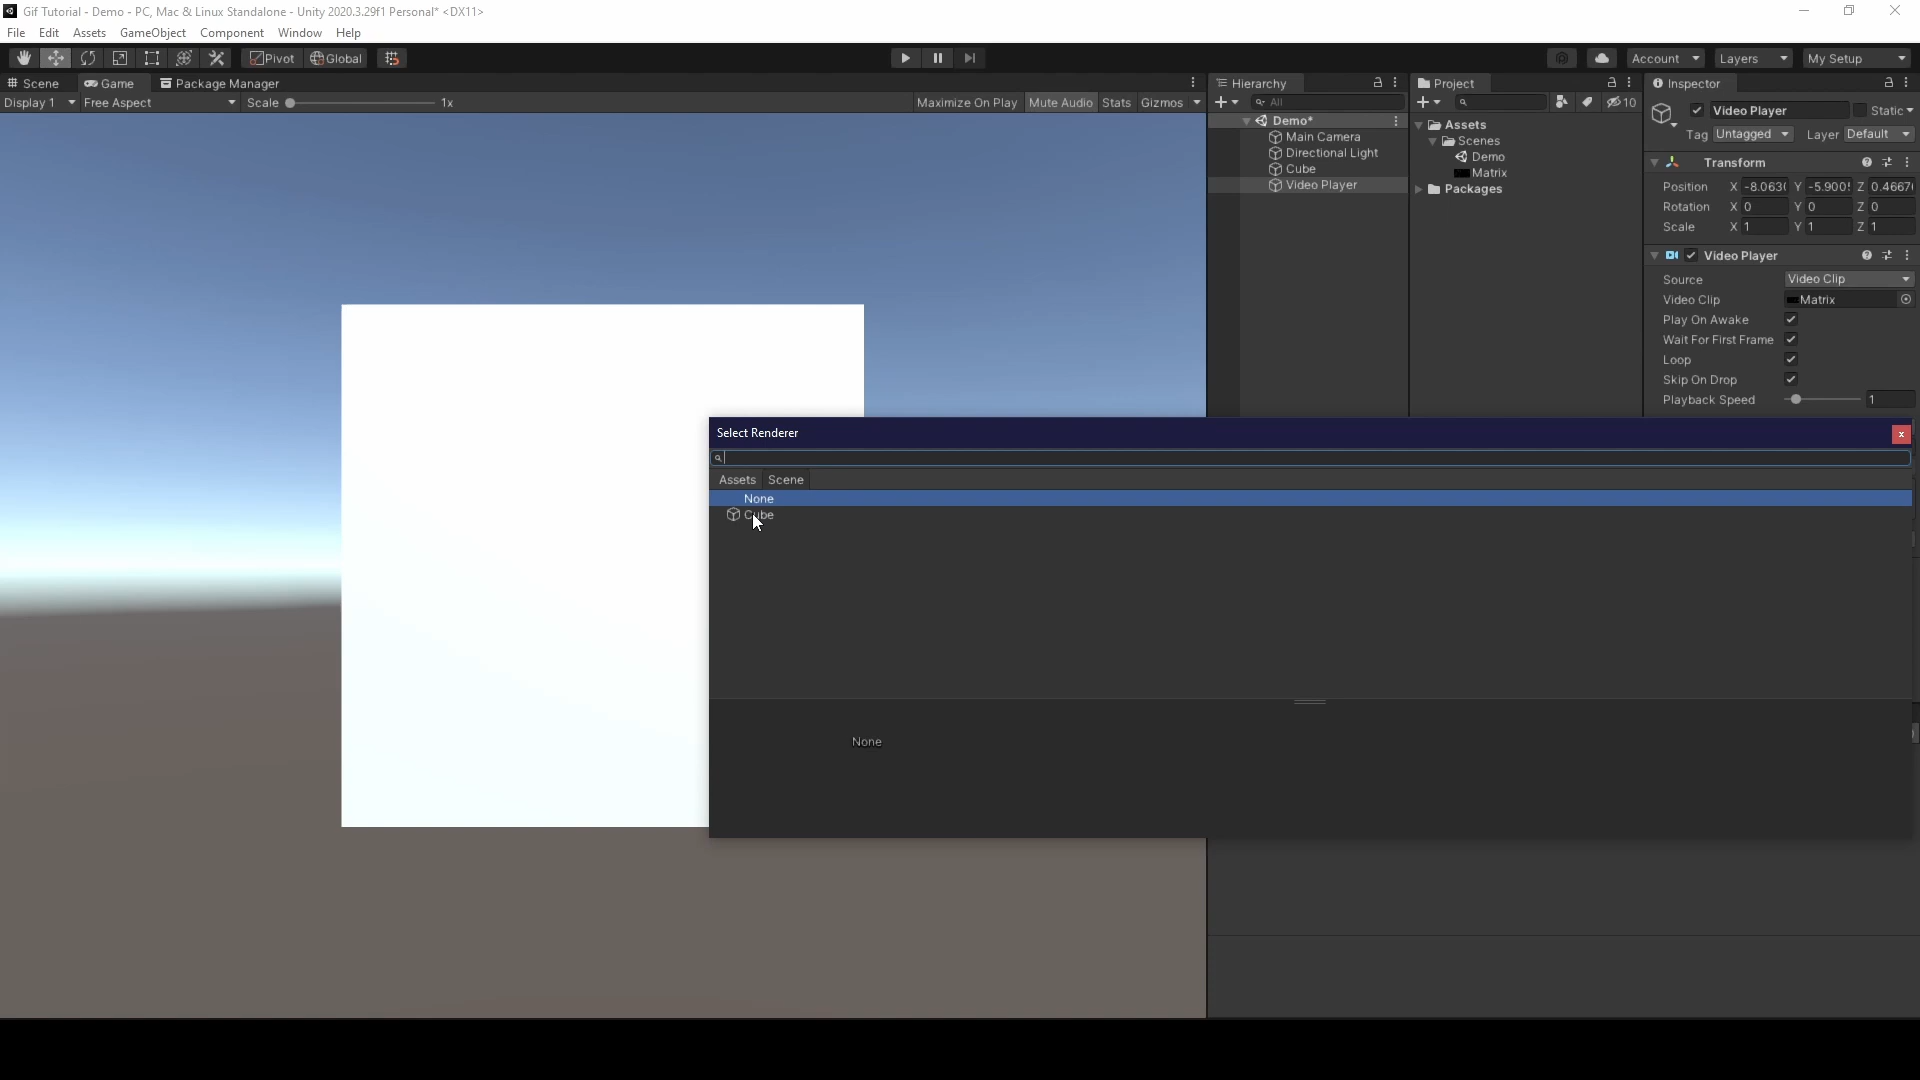 Gif Tutorial - Demo - PC, Mac & Linux Standalone - Unity 2020.3.29f1 Personal* <DX11>
File Edit Assets GameObject Component Window Help
Pivot Global Account Layers My Setup
Scene Game Package Manager
Display 1 Free Aspect Scale 1x Maximize On Play Mute Audio Stats Gizmos
Hierarchy
All
Demo*
Main Camera
Directional Light
Cube
Video Player
Project
10
Assets
Scenes
Demo
Matrix
Packages
Inspector
Video Player Static
Tag Untagged Layer Default
Transform
Position X -8.063 Y -5.900 Z 0.466
Rotation X 0 Y 0 Z 0
Scale X 1 Y 1 Z 1
Video Player
Source Video Clip
Video Clip Matrix
Play On Awake
Wait For First Frame
Loop
Skip On Drop
Playback Speed 1
Select Renderer
Assets Scene
None
Cube
None